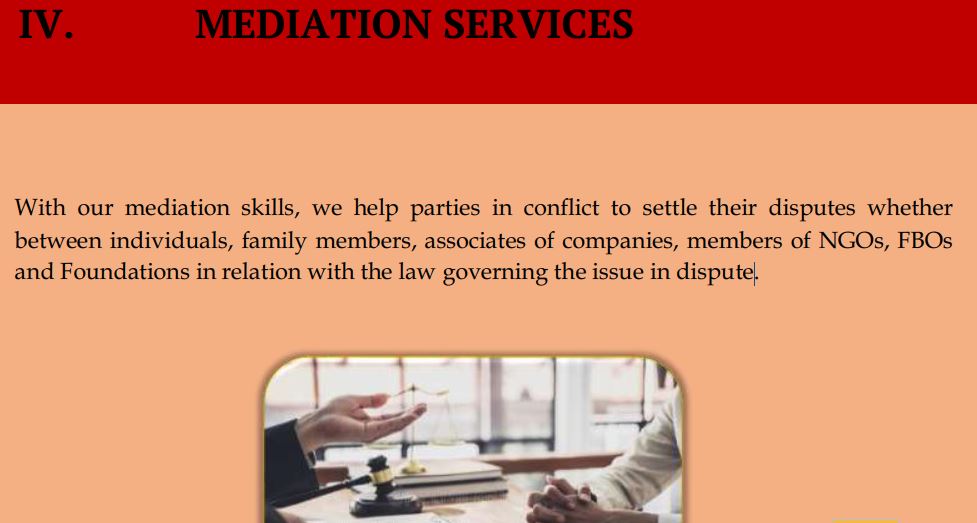 IV. MEDIATION SERVICES
With our mediation skills, we help parties in conflict to settle their disputes whether
between individuals, family members, associates of companies, members of NGOs, FBOs
and Foundations in relation with the law governing the issue in dispute.